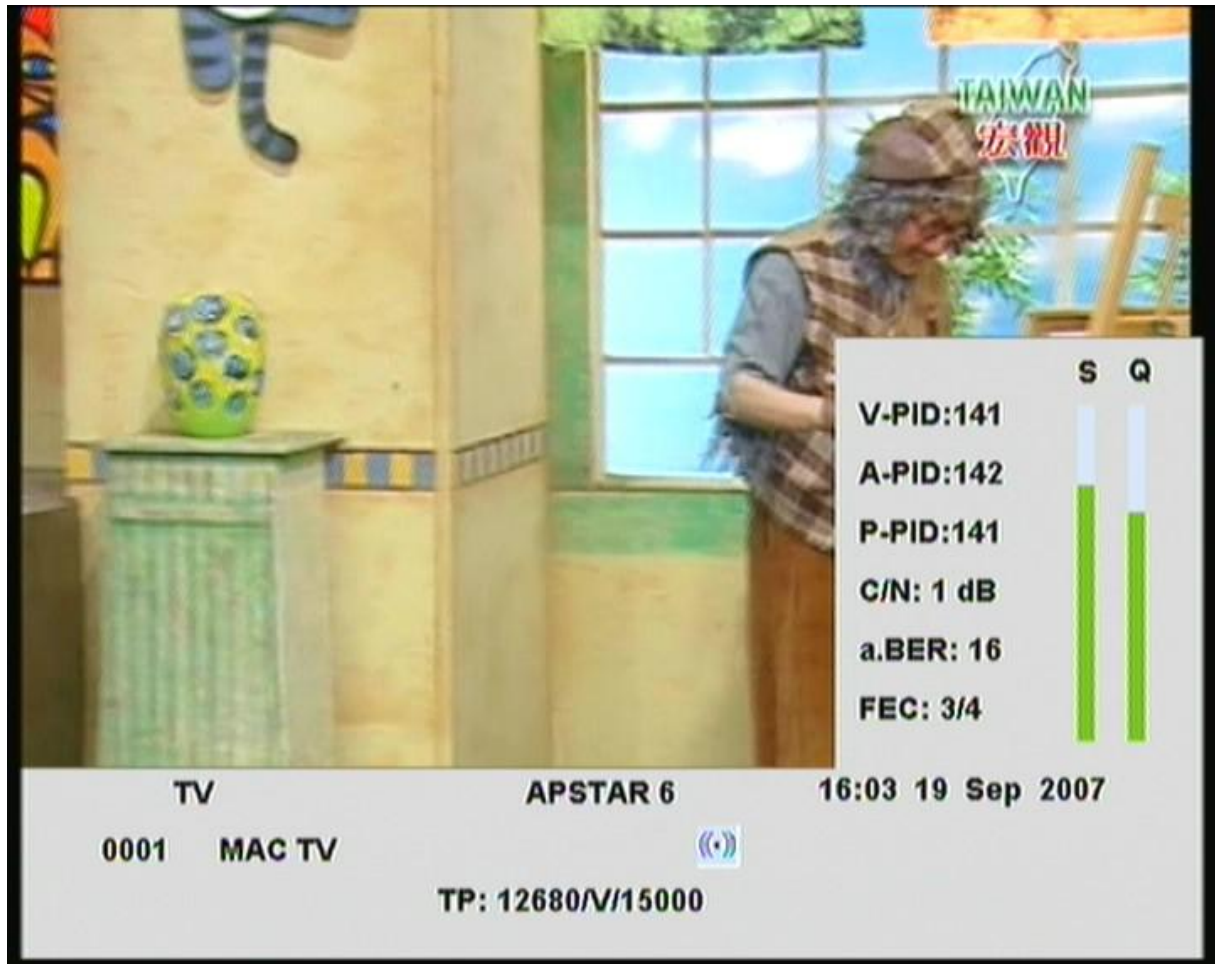 TAIWAN
宏觀
S Q
V-PID:141
A-PID:142
P-PID:141
C/N: 1 dB
a.BER: 16
FEC: 3/4
TV APSTAR 6 16:03 19 Sep 2007
0001 MAC TV
TP: 12680/V/15000